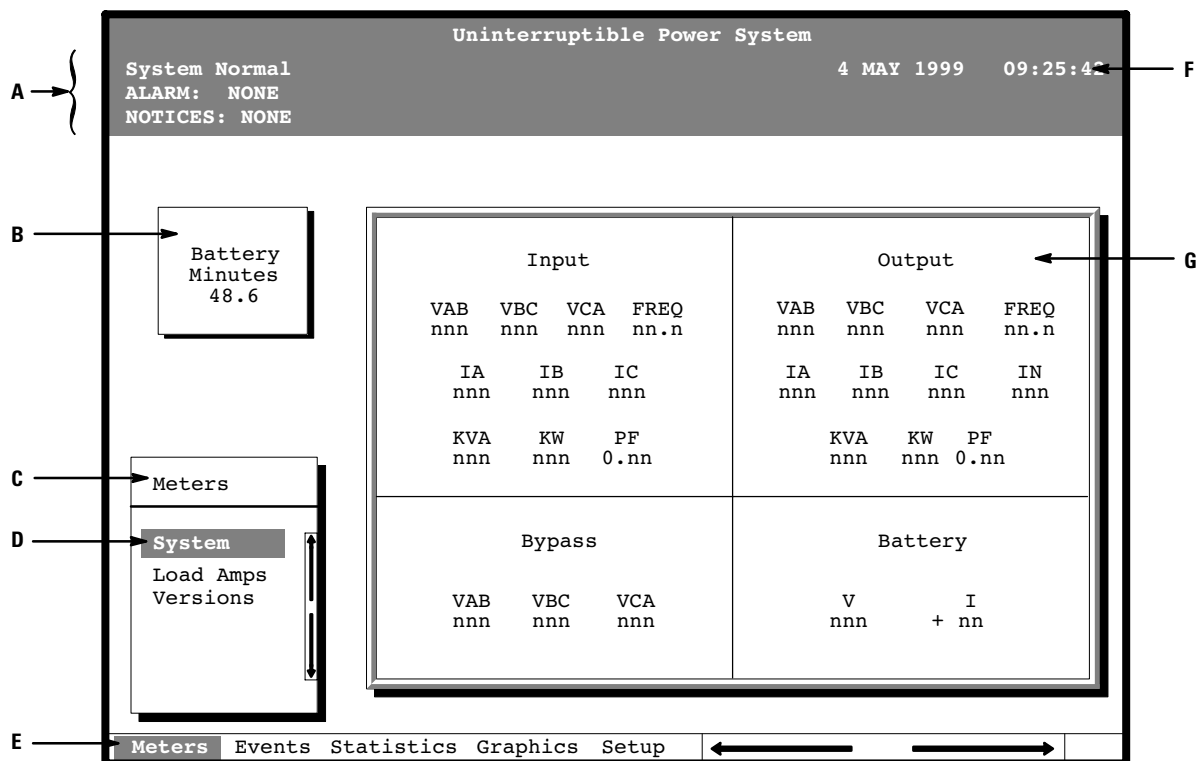 Uninterruptible Power System
System Normal 4 MAY 1999 09:25:42
ALARM: NONE
NOTICES: NONE
A
F
B
Battery
Minutes
48.6
Input
VAB VBC VCA FREQ
nnn nnn nnn nn.n
IA IB IC
nnn nnn nnn
KVA KW PF
nnn nnn 0.nn
Output
VAB VBC VCA FREQ
nnn nnn nnn nn.n
IA IB IC IN
nnn nnn nnn nnn
KVA KW PF
nnn nnn 0.nn
G
C
Meters
D
System
Load Amps
Versions
Bypass
VAB VBC VCA
nnn nnn nnn
Battery
V I
nnn + nn
E
Meters Events Statistics Graphics Setup